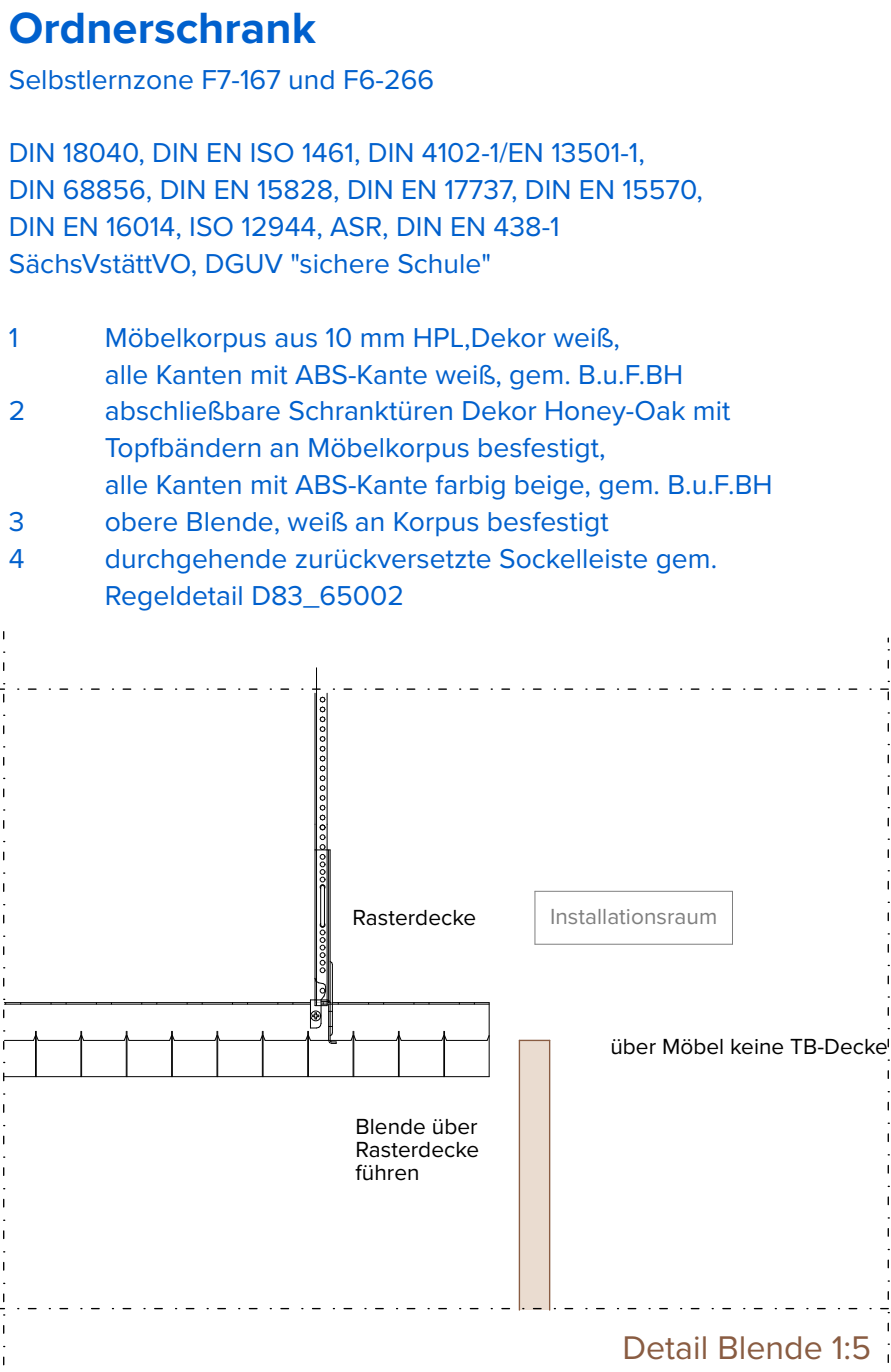 Ordnerschrank
Selbstlernzone F7-167 und F6-266
DIN 18040, DIN EN ISO 1461, DIN 4102-1/EN 13501-1,
DIN 68856, DIN EN 15828, DIN EN 17737, DIN EN 15570,
DIN EN 16014, ISO 12944, ASR, DIN EN 438-1
SächsVstättVO, DGUV "sichere Schule"
1 Möbelkorpus aus 10 mm HPL,Dekor weiß,
alle Kanten mit ABS-Kante weiß, gem. B.u.F.BH
2 abschließbare Schranktüren Dekor Honey-Oak mit
Topfbändern an Möbelkorpus besfestigt,
alle Kanten mit ABS-Kante farbig beige, gem. B.u.F.BH
3 obere Blende, weiß an Korpus besfestigt
4 durchgehende zurückversetzte Sockelleiste gem.
Regeldetail D83_65002
Rasterdecke
Installationsraum
über Möbel keine TB-Decke
Blende über
Rasterdecke
führen
Detail Blende 1:5